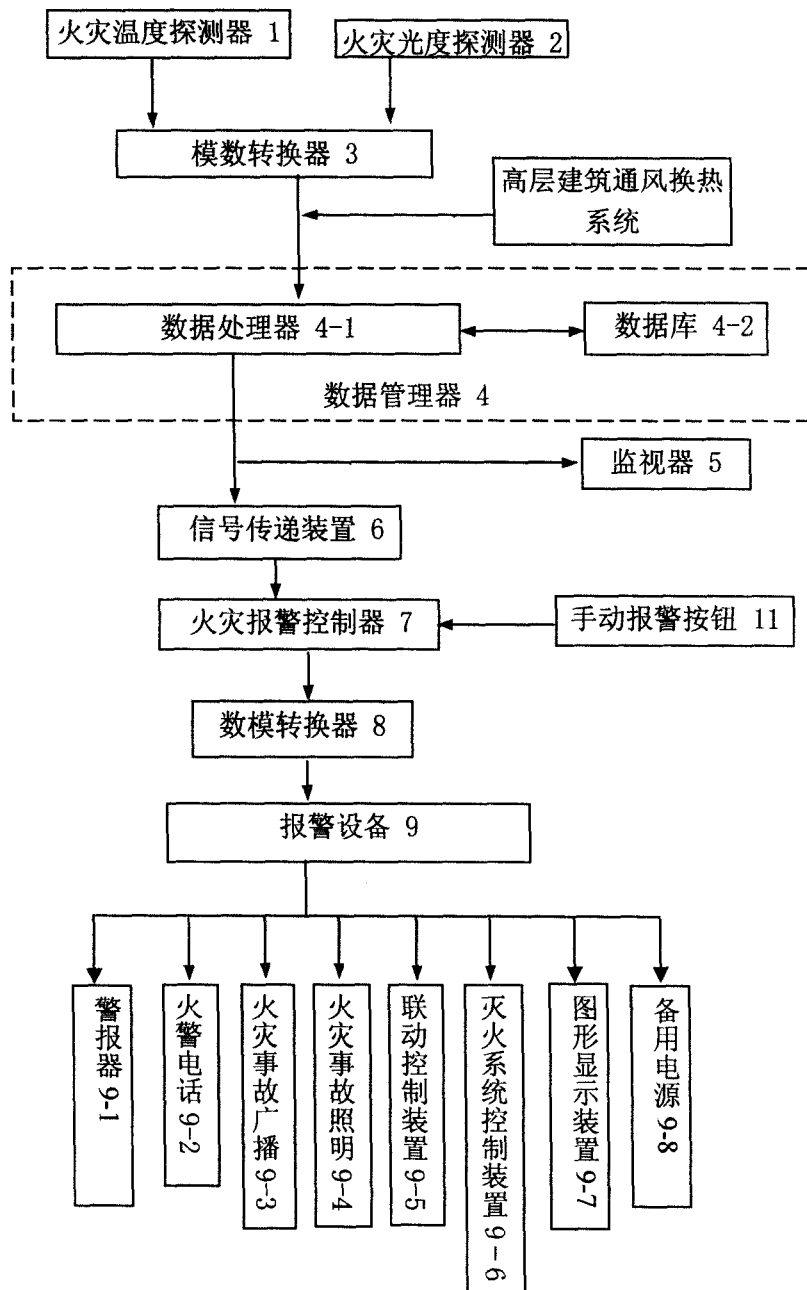 火灾温度探测器 1
火灾光度探测器 2
模数转换器 3
高层建筑通风换热
系统
数据处理器 4-1
数据库 4-2
数据管理器 4
监视器 5
信号传递装置 6
火灾报警控制器 7
手动报警按钮 11
数模转换器 8
报警设备 9
警报器 9-1
火警电话 9-2
火灾事故广播 9-3
火灾事故照明 9-4
联动控制装置 9-5
灭火系统控制装置 9-6
图形显示装置 9-7
备用电源 9-8